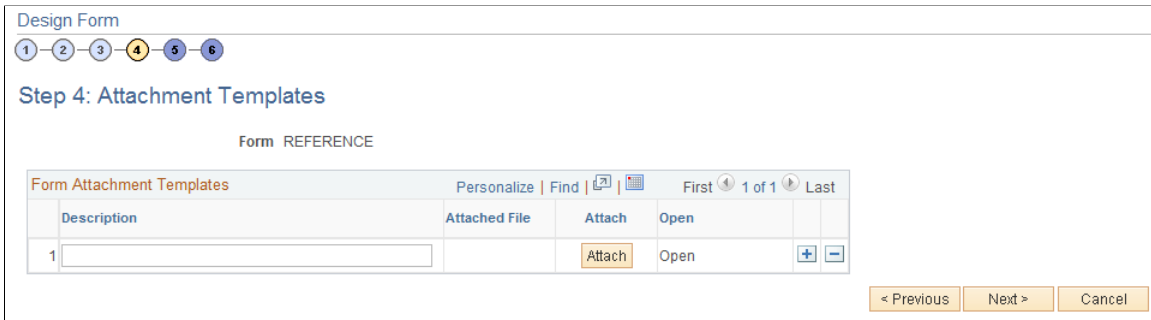 Design Form
1 2 3 4 5 6
Step 4: Attachment Templates
Form REFERENCE
Form Attachment Templates Personalize | Find | | First 1 of 1 Last
Description Attached File Attach Open
1 Attach Open + -
< Previous Next > Cancel